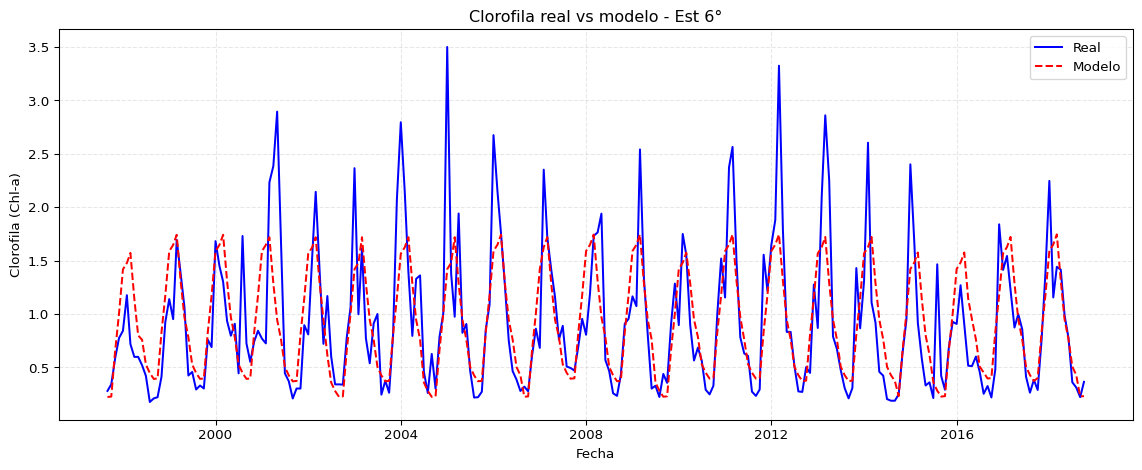 Clorofila real vs modelo - Est 6°
Real
Modelo
Clorofila (Chl-a)
3.5
3.0
2.5
2.0
1.5
1.0
0.5
2000
2004
2008
2012
2016
Fecha